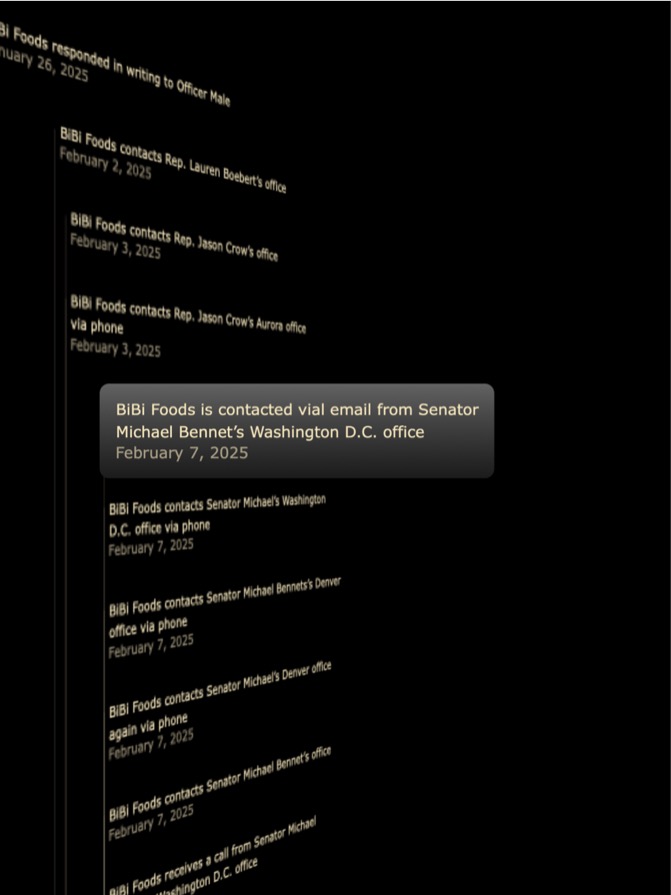 Bi Foods responded in writing to Officer Male
nuary 26, 2025
BiBi Foods contacts Rep. Lauren Boebert's office
February 2, 2025
BiBi Foods contacts Rep. Jason Crow's office
February 3, 2025
BiBi Foods contacts Rep. Jason Crow's Aurora office
via phone
February 3, 2025
BiBi Foods is contacted vial email from Senator
Michael Bennet's Washington D.C. office
February 7, 2025
BiBi Foods contacts Senator Michael's Washington
D.C. office via phone
February 7, 2025
BiBi Foods contacts Senator Michael Bennets's Denver
office via phone
February 7, 2025
BiBi Foods contacts Senator Michael's Denver office
again via phone
February 7, 2025
BiBi Foods contacts Senator Michael Bennet's office
February 7, 2025
BiBi Foods receives a call from Senator Michael
ashington D.C. office